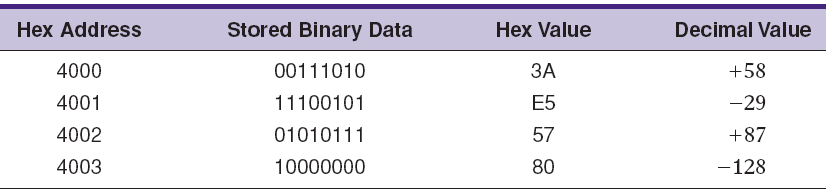 Hex Address Stored Binary Data Hex Value Decimal Value
4000 00111010 3A +58
4001 11100101 E5 −29
4002 01010111 57 +87
4003 10000000 80 −128